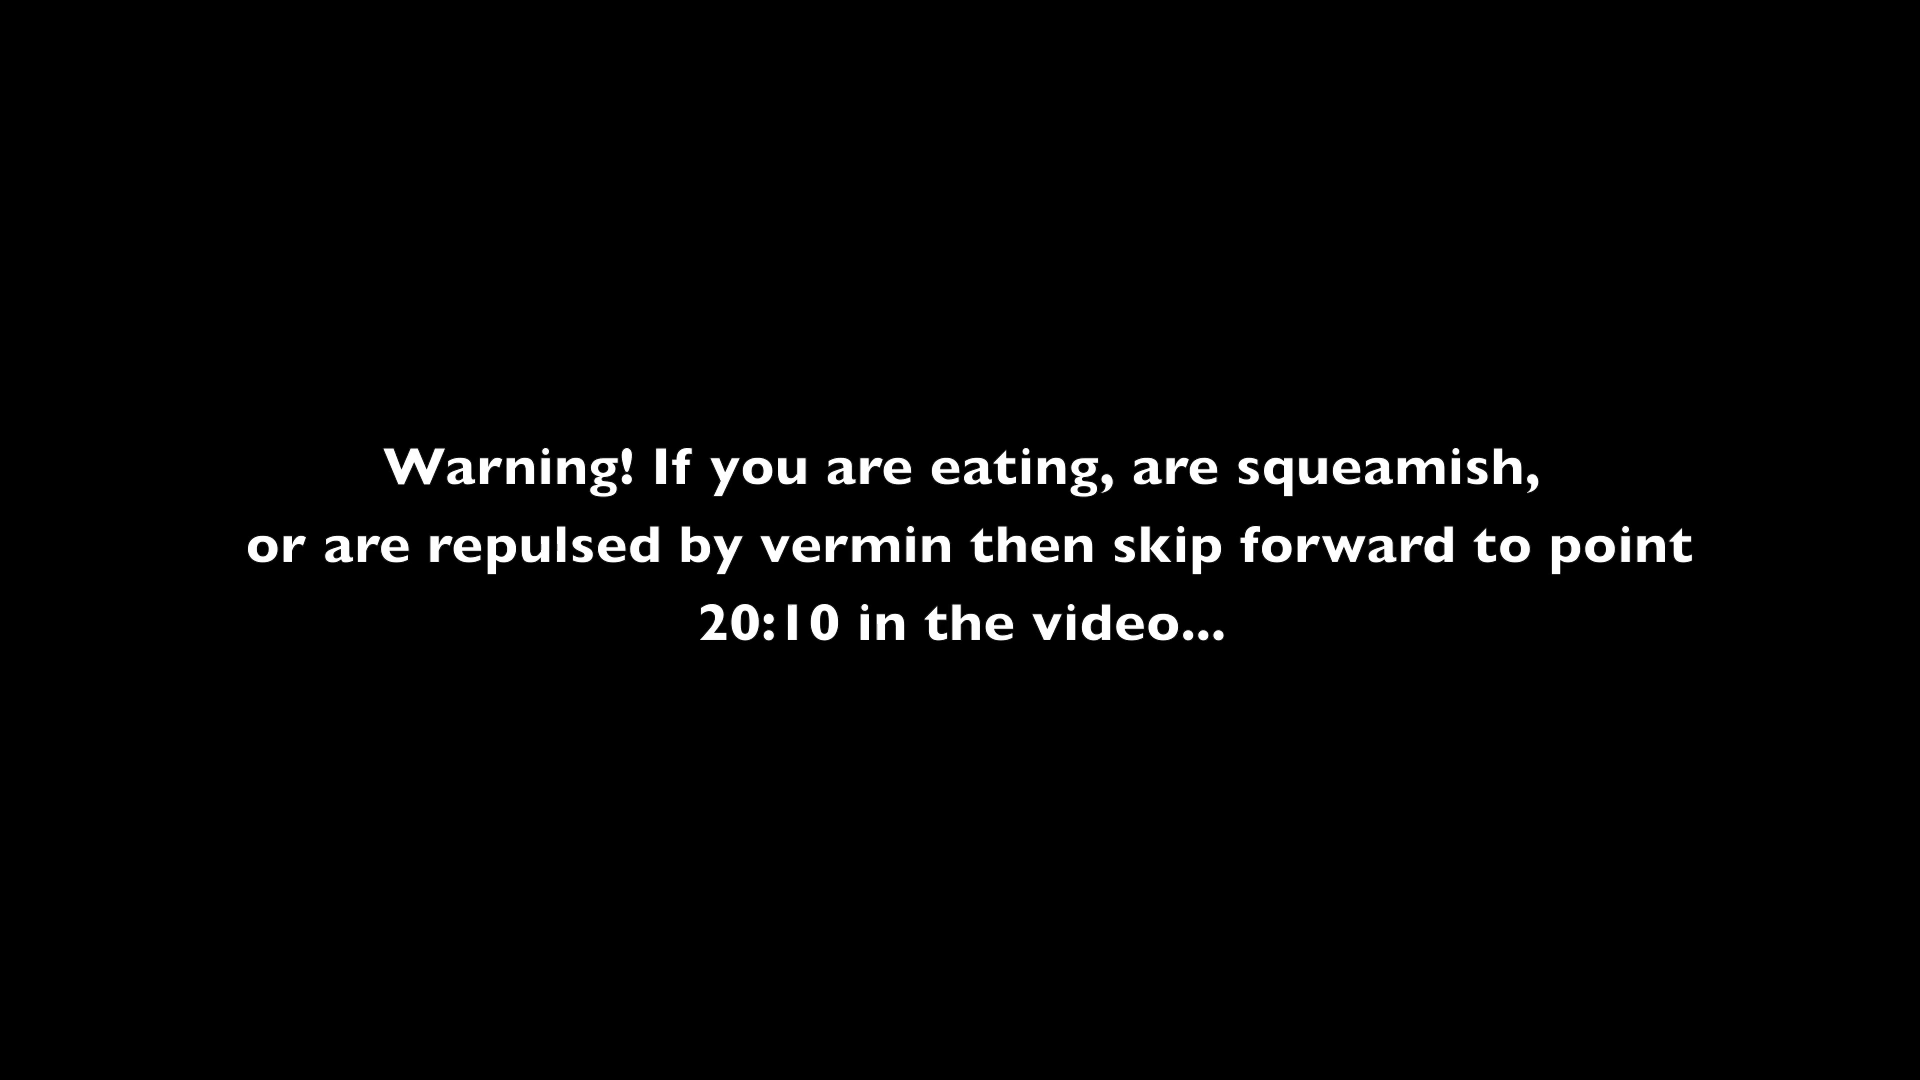 Warning! If you are eating, are squeamish,
or are repulsed by vermin then skip forward to point
20:10 in the video...